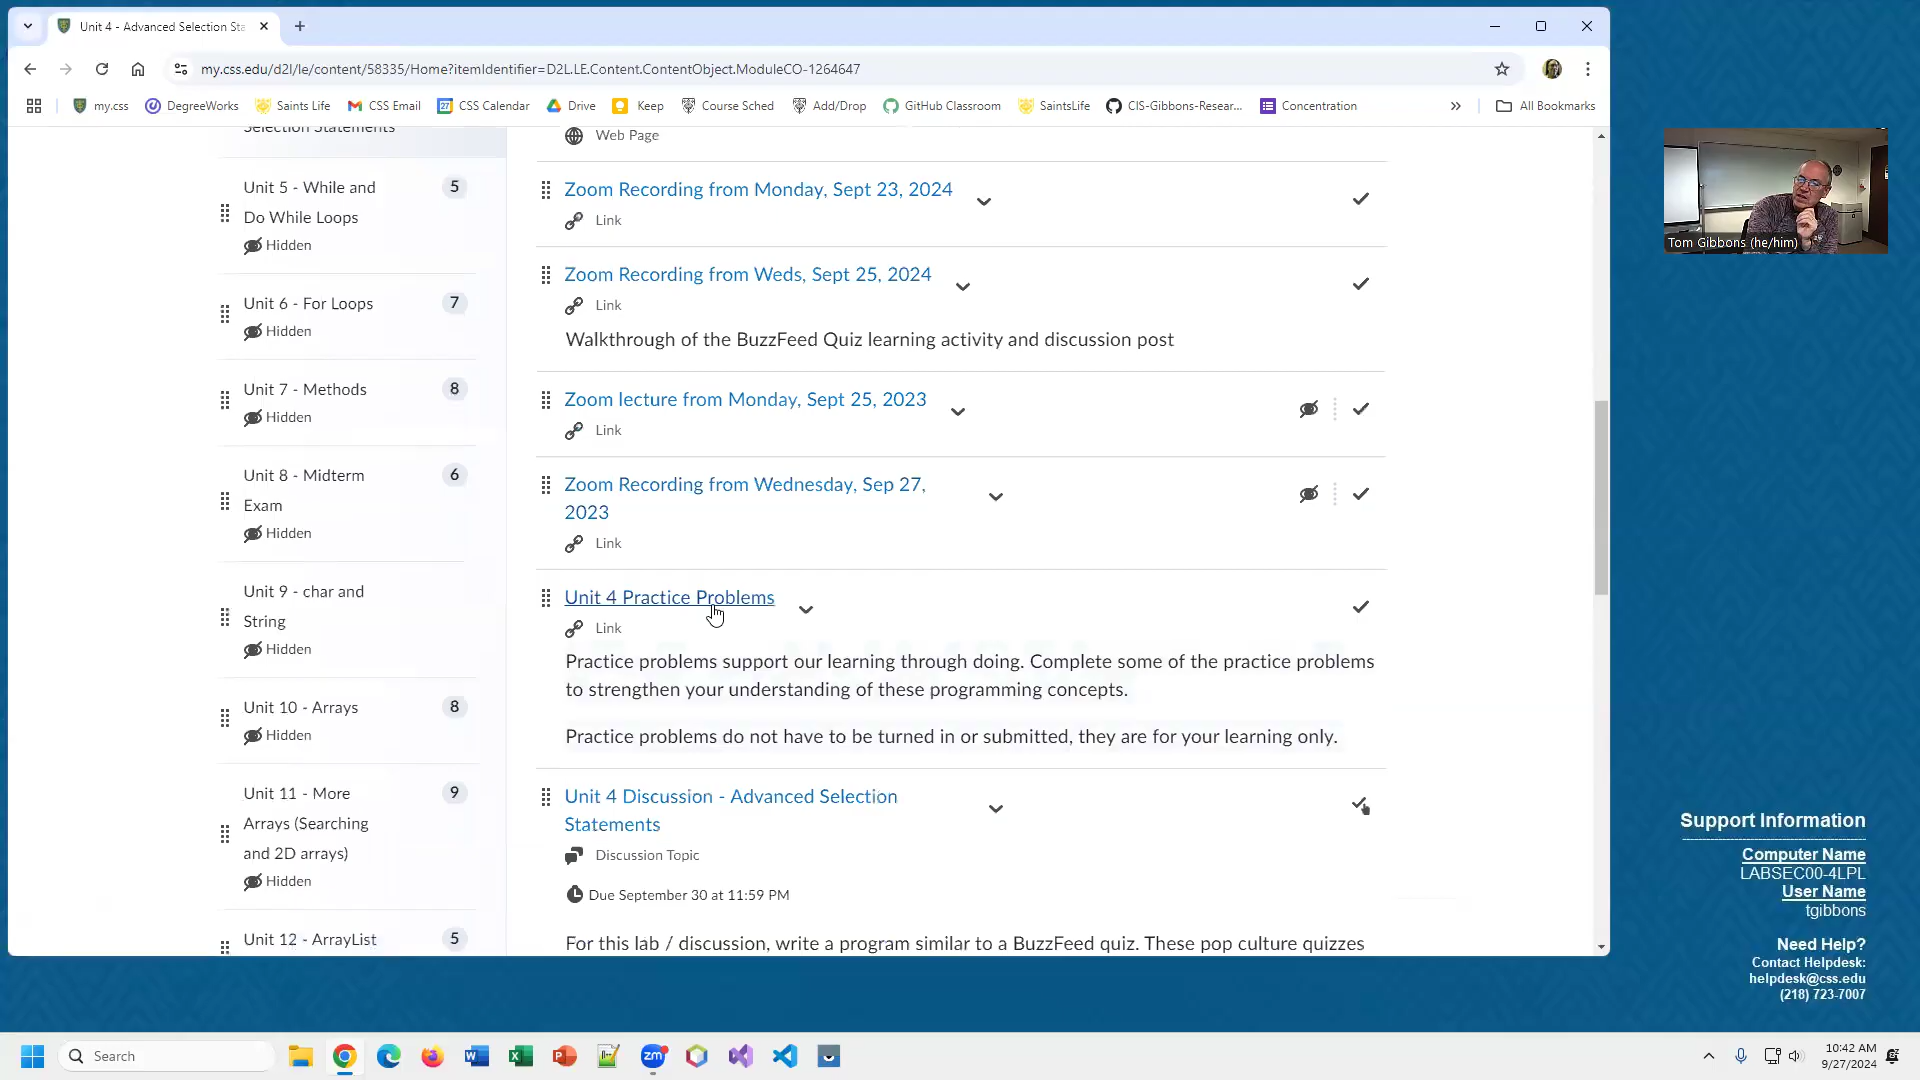 Unit 4 - Advanced Selection Sta
my.css.edu/d2l/le/content/58335/Home?itemIdentifier=D2L.LE.Content.ContentObject.ModuleCO-1264647
my.css
DegreeWorks
Saints Life
CSS Email
CSS Calendar
Drive
Keep
Course Sched
Add/Drop
GitHub Classroom
SaintsLife
CIS-Gibbons-Resear...
Concentration
All Bookmarks
Selection Statements
Unit 5 - While and
Do While Loops
5
Hidden
Unit 6 - For Loops
7
Hidden
Unit 7 - Methods
8
Hidden
Unit 8 - Midterm
Exam
6
Hidden
Unit 9 - char and
String
Hidden
Unit 10 - Arrays
8
Hidden
Unit 11 - More
Arrays (Searching
and 2D arrays)
9
Hidden
Unit 12 - ArrayList
5
Web Page
Zoom Recording from Monday, Sept 23, 2024
Link
Zoom Recording from Weds, Sept 25, 2024
Link
Walkthrough of the BuzzFeed Quiz learning activity and discussion post
Zoom lecture from Monday, Sept 25, 2023
Link
Zoom Recording from Wednesday, Sep 27,
2023
Link
Unit 4 Practice Problems
Link
Practice problems support our learning through doing. Complete some of the practice problems
to strengthen your understanding of these programming concepts.
Practice problems do not have to be turned in or submitted, they are for your learning only.
Unit 4 Discussion - Advanced Selection
Statements
Discussion Topic
Due September 30 at 11:59 PM
For this lab / discussion, write a program similar to a BuzzFeed quiz. These pop culture quizzes
Tom Gibbons (he/him)
Support Information
Computer Name
LABSEC00-4LPL
User Name
tgibbons
Need Help?
Contact Helpdesk:
helpdesk@css.edu
(218) 723-7007
Search
zm
10:42 AM
9/27/2024